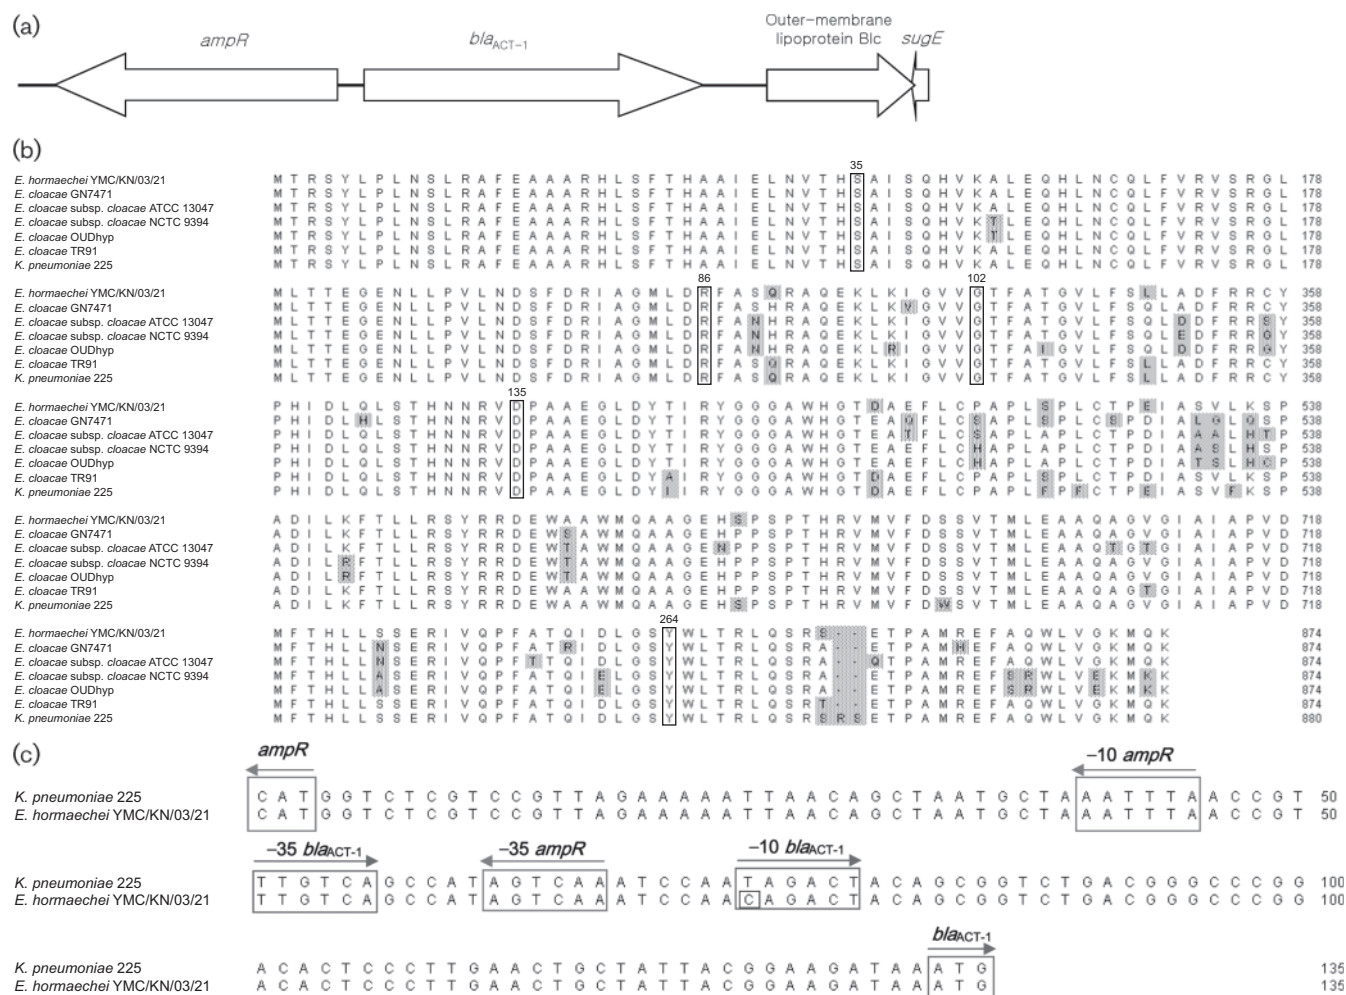 (a)
ampR
bla ACT-1
Outer-membrane
lipoprotein Blc
sugE
(b)
35
E. hormaechei YMC/KN/03/21 M T R S Y L P L N S L R A F E A A A R H L S F T H A A I E L N V T H S A I S Q H V K A L E Q H L N C Q L F V R V S R G L 178
E. cloacae GN7471 M T R S Y L P L N S L R A F E A A A R H L S F T H A A I E L N V T H S A I S Q H V K A L E Q H L N C Q L F V R V S R G L 178
E. cloacae subsp. cloacae ATCC 13047 M T R S Y L P L N S L R A F E A A A R H L S F T H A A I E L N V T H S A I S Q H V K A L E Q H L N C Q L F V R V S R G L 178
E. cloacae subsp. cloacae NCTC 9394 M T R S Y L P L N S L R A F E A A A R H L S F T H A A I E L N V T H S A I S Q H V K T L E Q H L N C Q L F V R V S R G L 178
E. cloacae OUDhyp M T R S Y L P L N S L R A F E A A A R H L S F T H A A I E L N V T H S A I S Q H V K T L E Q H L N C Q L F V R V S R G L 178
E. cloacae TR91 M T R S Y L P L N S L R A F E A A A R H L S F T H A A I E L N V T H S A I S Q H V K A L E Q H L N C Q L F V R V S R G L 178
K. pneumoniae 225 M T R S Y L P L N S L R A F E A A A R H L S F T H A A I E L N V T H S A I S Q H V K A L E Q H L N C Q L F V R V S R G L 178
86 102
E. hormaechei YMC/KN/03/21 M L T T E G E N L L P V L N D S F D R I A G M L D R F A S Q R A Q E K L K I G V V G T F A T G V L F S L L A D F R R C Y 358
E. cloacae GN7471 M L T T E G E N L L P V L N D S F D R I A G M L D R F A S H R A Q E K L K V G V V G T F A T G V L F S Q L A D F R R C Y 358
E. cloacae subsp. cloacae ATCC 13047 M L T T E G E N L L P V L N D S F D R I A G M L D R F A N H R A Q E K L K I G V V G T F A T G V L F S Q L D D F R R S Y 358
E. cloacae subsp. cloacae NCTC 9394 M L T T E G E N L L P V L N D S F D R I A G M L D R F A N H R A Q E K L K I G V V G T F A T G V L F S Q L E D F R R G Y 358
E. cloacae OUDhyp M L T T E G E N L L P V L N D S F D R I A G M L D R F A N H R A Q E K L R I G V V G T F A I G V L F S Q L D D F R R G Y 358
E. cloacae TR91 M L T T E G E N L L P V L N D S F D R I A G M L D R F A S Q R A Q E K L K I G V V G T F A T G V L F S L L A D F R R C Y 358
K. pneumoniae 225 M L T T E G E N L L P V L N D S F D R I A G M L D R F A S Q R A Q E K L K I G V V G T F A T G V L F S L L A D F R R C Y 358
135
E. hormaechei YMC/KN/03/21 P H I D L Q L S T H N N R V D P A A E G L D Y T I R Y G G G A W H G T D A E F L C P A P L S P L C T P E I A S V L K S P 538
E. cloacae GN7471 P H I D L H L S T H N N R V D P A A E G L D Y T I R Y G G G A W H G T E A Q F L C S A P L S P L C S P D I A L Q S P 538
E. cloacae subsp. cloacae ATCC 13047 P H I D L Q L S T H N N R V D P A A E G L D Y T I R Y G G G A W H G T E A T F L C S A P L A P L C T P D I A A A L H T P 538
E. cloacae subsp. cloacae NCTC 9394 P H I D L Q L S T H N N R V D P A A E G L D Y T I R Y G G G A W H G T E A E F L C H A P L A P L C T P D I A A S L H S P 538
E. cloacae OUDhyp P H I D L Q L S T H N N R V D P A A E G L D Y T I R Y G G G A W H G T E A E F L C H A P L A P L C T P D I A T S L H C P 538
E. cloacae TR91 P H I D L Q L S T H N N R V D P A A E G L D Y A I R Y G G G A W H G T D A E F L C P A P L S P L C T P D I A S V L K S P 538
K. pneumoniae 225 P H I D L Q L S T H N N R V D P A A E G L D Y I I R Y G G G A W H G T D A E F L C P A P L F P F C T P E I A S V F K S P 538
E. hormaechei YMC/KN/03/21 A D I L K F T L L R S Y R R D E W A A W M Q A A G E H S P S P T H R V M V F D S S V T M L E A A Q A G V G I A I A P V D 718
E. cloacae GN7471 A D I L K F T L L R S Y R R D E W S A W M Q A A G E H P P S P T H R V M V F D S S V T M L E A A Q A G V G I A I A P V D 718
E. cloacae subsp. cloacae ATCC 13047 A D I L K F T L L R S Y R R D E W T A W M Q A A G E N P P S P T H R V M V F D S S V T M L E A A Q T G T G I A I A P V D 718
E. cloacae subsp. cloacae NCTC 9394 A D I L R F T L L R S Y R R D E W T A W M Q A A G E H P P S P T H R V M V F D S S V T M L E A A Q A G V G I A I A P V D 718
E. cloacae OUDhyp A D I L R F T L L R S Y R R D E W T A W M Q A A G E H P P S P T H R V M V F D S S V T M L E A A Q A G V G I A I A P V D 718
E. cloacae TR91 A D I L K F T L L R S Y R R D E W A A W M Q A A G E H P P S P T H R V M V F D S S V T M L E A A Q A G T G I A I A P V D 718
K. pneumoniae 225 A D I L K F T L L R S Y R R D E W A A W M Q A A G E H S P S P T H R V M V F D W S V T M L E A A Q A G V G I A I A P V D 718
264
E. hormaechei YMC/KN/03/21 M F T H L L S S E R I V Q P F A T Q I D L G S Y W L T R L Q S R S - - E T P A M R E F A Q W L V G K M Q K 874
E. cloacae GN7471 M F T H L L N S E R I V Q P F A T R I D L G S Y W L T R L Q S R A - - E T P A M H E F A Q W L V G K M Q K 874
E. cloacae subsp. cloacae ATCC 13047 M F T H L L N S E R I V Q P F T T Q I D L G S Y W L T R L Q S R A - - Q T P A M R E F A Q W L V G K M Q K 874
E. cloacae subsp. cloacae NCTC 9394 M F T H L L A S E R I V Q P F A T Q I E L G S Y W L T R L Q S R A - - E T P A M R E F S R W L V E K M K K 874
E. cloacae OUDhyp M F T H L L A S E R I V Q P F A T Q I E L G S Y W L T R L Q S R A - - E T P A M R E F S R W L V E K M K K 874
E. cloacae TR91 M F T H L L S S E R I V Q P F A T Q I D L G S Y W L T R L Q S R T - - E T P A M R E F A Q W L V G K M Q K 874
K. pneumoniae 225 M F T H L L S S E R I V Q P F A T Q I D L G S Y W L T R L Q S R S R S E T P A M R E F A Q W L V G K M Q K 880
(c)
ampR –10 ampR
K. pneumoniae 225 C A T G G T C T C G T C C G T T A G A A A A A T T A A C A G C T A A T G C T A A A T T T A A C C G T 50
E. hormaechei YMC/KN/03/21 C A T G G T C T C G T C C G T T A G A A A A A T T A A C A G C T A A T G C T A A A T T T A A C C G T 50
–35 bla ACT-1 –35 ampR –10 bla ACT-1
K. pneumoniae 225 T T G T C A G C C A T A G T C A A A T C C A A T A G A C T A C A G C G G T C T G A C G G G C C C G G 100
E. hormaechei YMC/KN/03/21 T T G T C A G C C A T A G T C A A A T C C A A C A G A C T A C A G C G G T C T G A C G G G C C C G G 100
bla ACT-1
K. pneumoniae 225 A C A C T C C C T T G A A C T G C T A T T A C G G A A G A T A A A T G 135
E. hormaechei YMC/KN/03/21 A C A C T C C C T T G A A C T G C T A T T A C G G A A G A T A A A T G 135